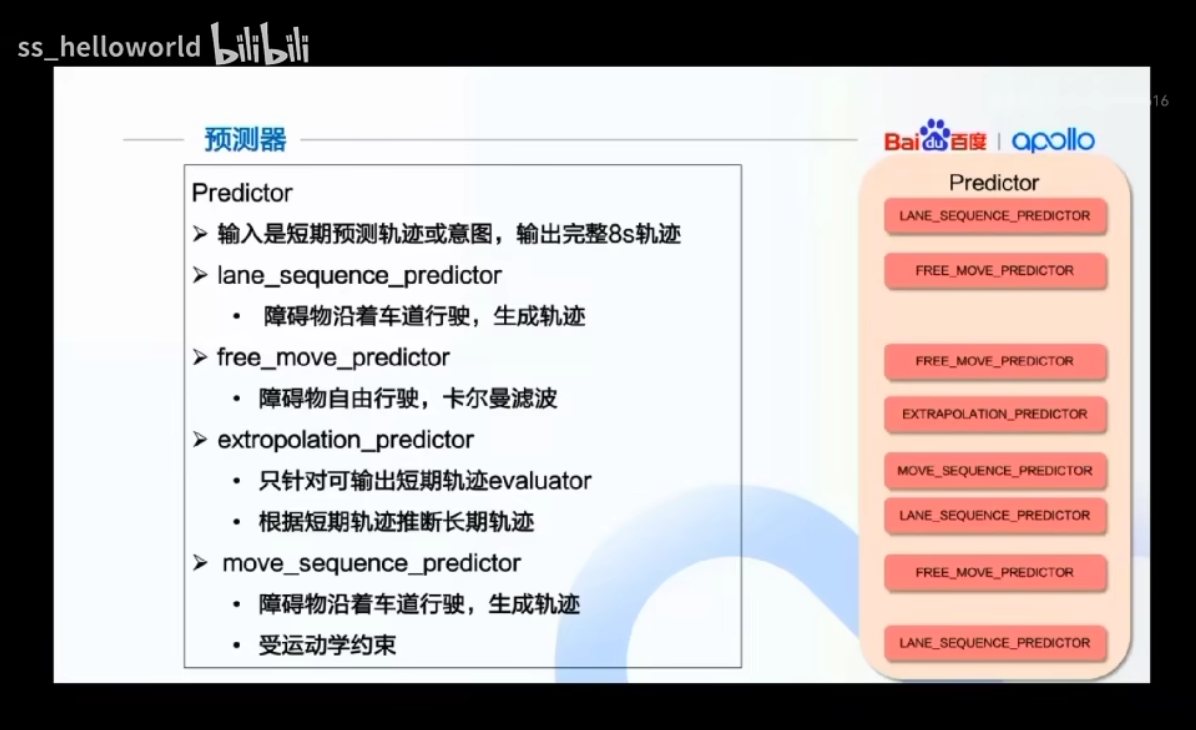 ss_helloworld bilibili
16
预测器
Bai du 百度 | apollo
Predictor
➢ 输入是短期预测轨迹或意图，输出完整8s轨迹
➢ lane_sequence_predictor
• 障碍物沿着车道行驶，生成轨迹
➢ free_move_predictor
• 障碍物自由行驶，卡尔曼滤波
➢ extropolation_predictor
• 只针对可输出短期轨迹evaluator
• 根据短期轨迹推断长期轨迹
➢ move_sequence_predictor
• 障碍物沿着车道行驶，生成轨迹
• 受运动学约束
Predictor
LANE_SEQUENCE_PREDICTOR
FREE_MOVE_PREDICTOR
FREE_MOVE_PREDICTOR
EXTRAPOLATION_PREDICTOR
MOVE_SEQUENCE_PREDICTOR
LANE_SEQUENCE_PREDICTOR
FREE_MOVE_PREDICTOR
LANE_SEQUENCE_PREDICTOR